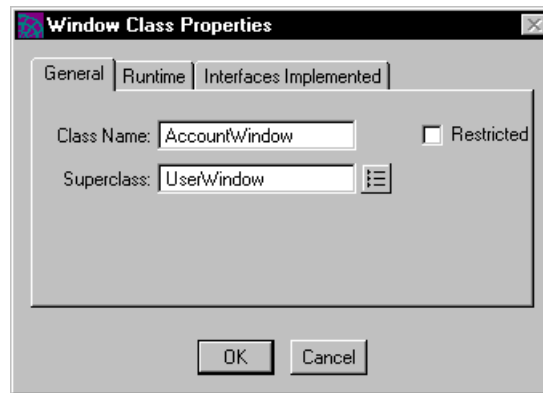 Window Class Properties
General Runtime Interfaces Implemented
Class Name: AccountWindow Restricted
Superclass: UserWindow
OK Cancel